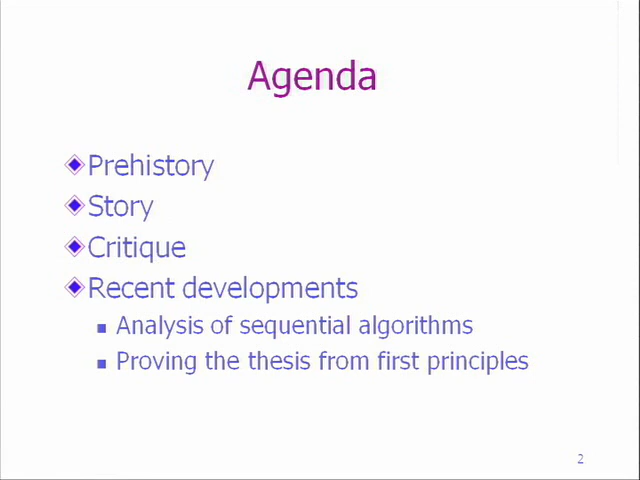 Agenda
Prehistory
Story
Critique
Recent developments
Analysis of sequential algorithms
Proving the thesis from first principles
2